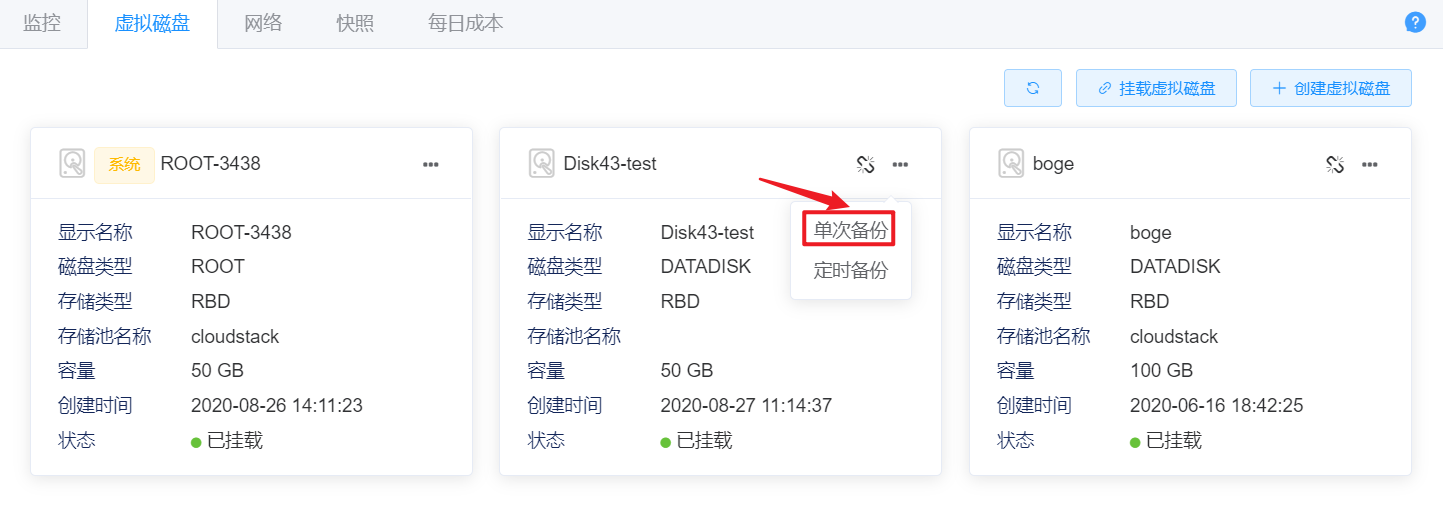 监控 虚拟磁盘 网络 快照 每日成本
挂载虚拟磁盘 创建虚拟磁盘
系统 ROOT-3438
显示名称 ROOT-3438
磁盘类型 ROOT
存储类型 RBD
存储池名称 cloudstack
容量 50 GB
创建时间 2020-08-26 14:11:23
状态 已挂载
Disk43-test
单次备份
定时备份
显示名称 Disk43-test
磁盘类型 DATADISK
存储类型 RBD
存储池名称
容量 50 GB
创建时间 2020-08-27 11:14:37
状态 已挂载
boge
显示名称 boge
磁盘类型 DATADISK
存储类型 RBD
存储池名称 cloudstack
容量 100 GB
创建时间 2020-06-16 18:42:25
状态 已挂载